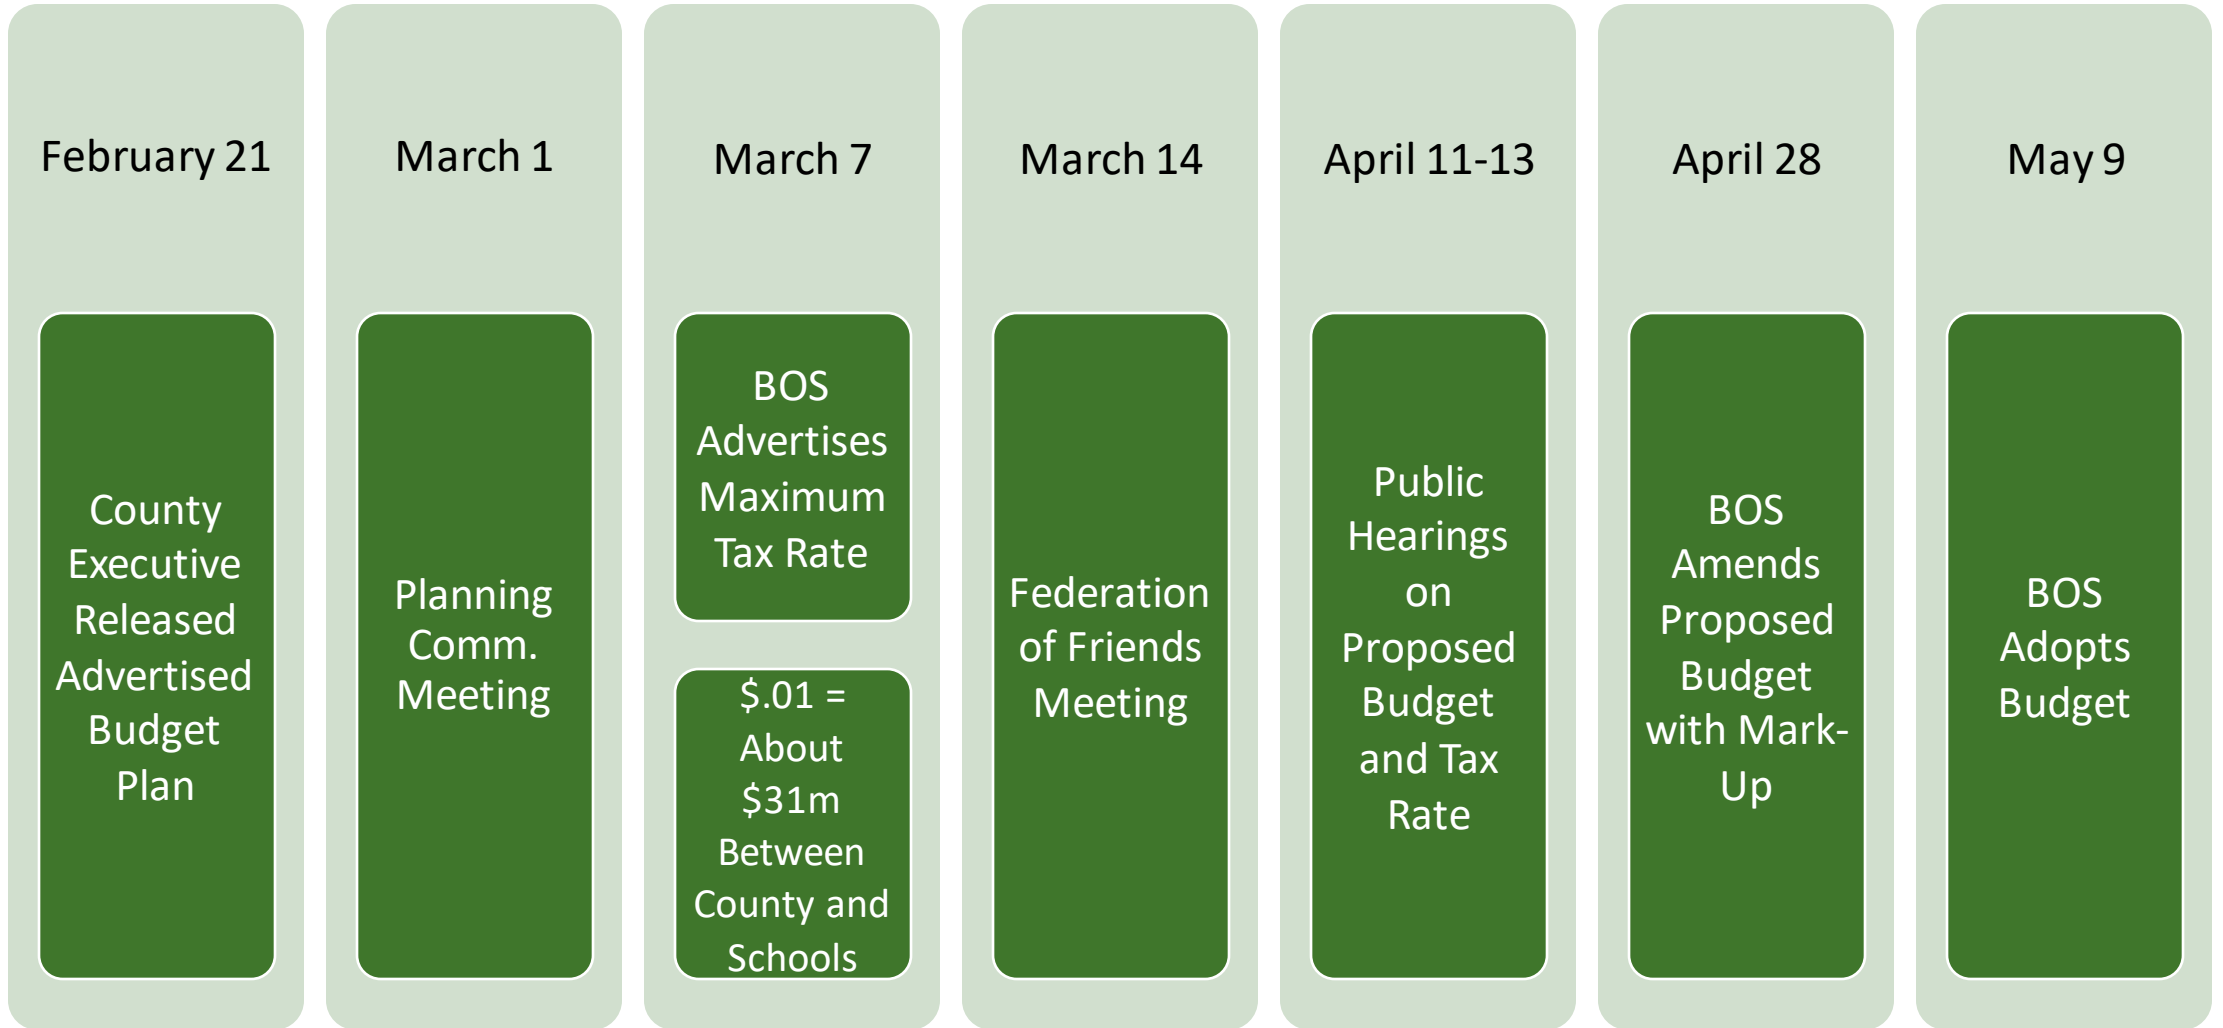 February 21
County
Executive
Released
Advertised
Budget
Plan
March 1
Planning
Comm.
Meeting
March 7
BOS
Advertises
Maximum
Tax Rate
$.01 =
About
$31m
Between
County and
Schools
March 14
Federation
of Friends
Meeting
April 11-13
Public
Hearings
on
Proposed
Budget
and Tax
Rate
April 28
BOS
Amends
Proposed
Budget
with Mark-
Up
May 9
BOS
Adopts
Budget